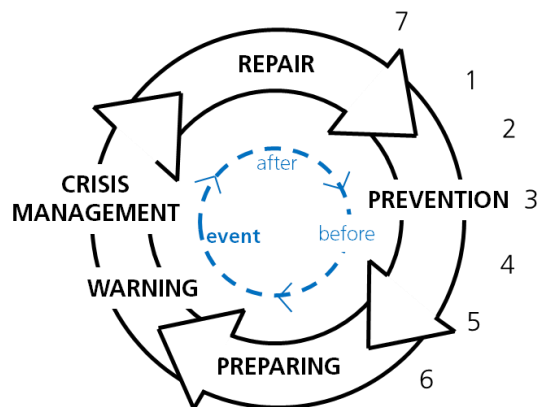 7
REPAIR
1
2
after
CRISIS
MANAGEMENT
PREVENTION 3
event
before
4
WARNING
5
PREPARING
6